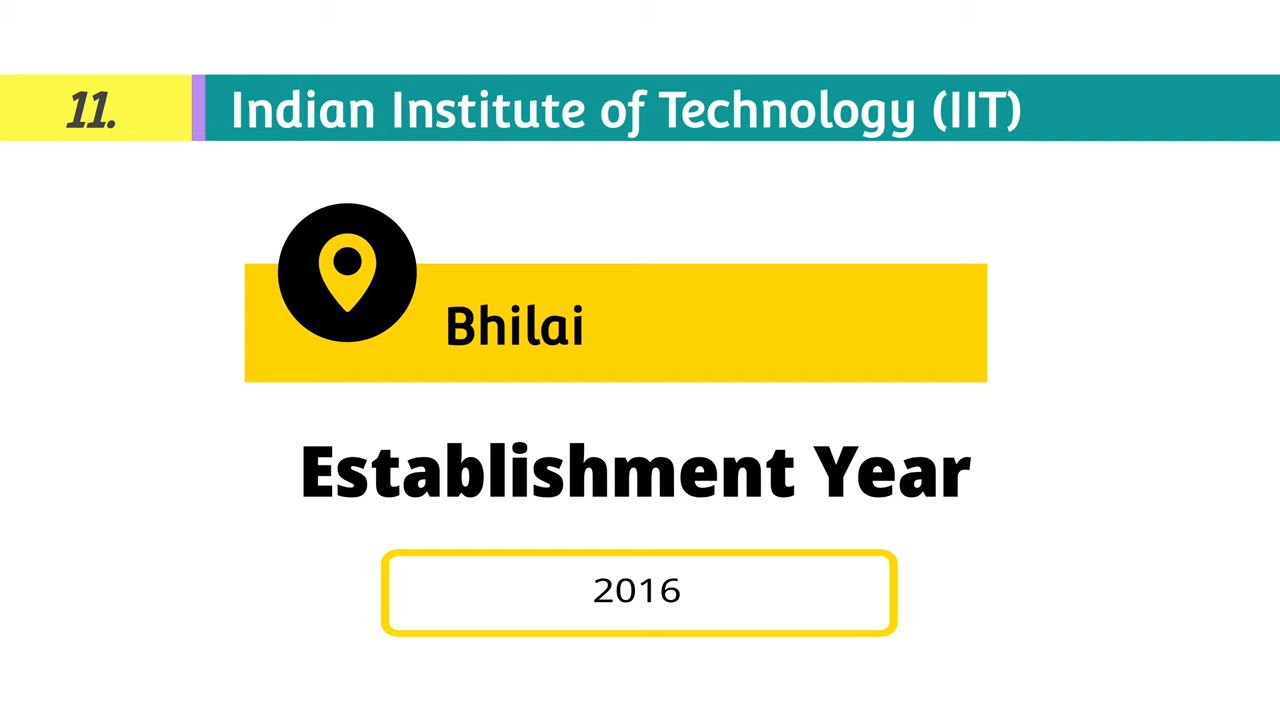 11.
Indian Institute of Technology (IIT)
Bhilai
Establishment Year
2016